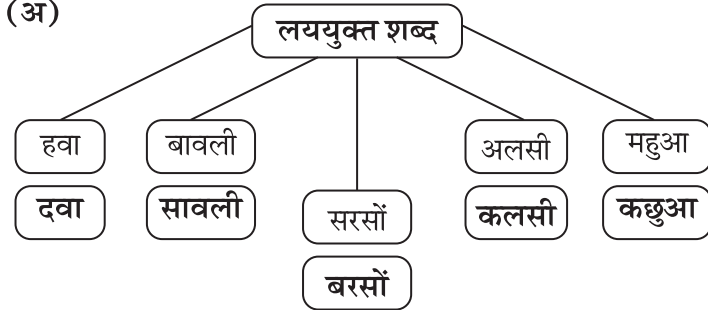 (अ)
लययुक्त शब्द
हवा
दवा
बावली
सावली
सरसों
बरसों
अलसी
कलसी
महुआ
कछुआ